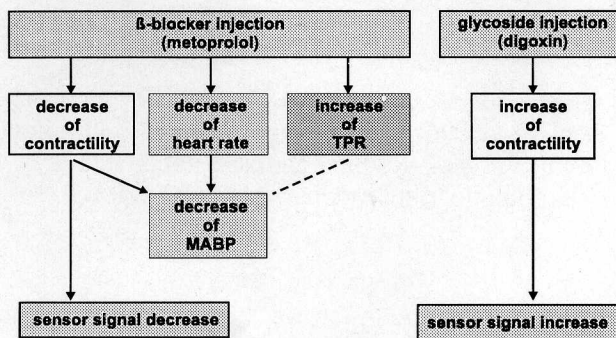 ß-blocker injection
(metoprolol)
glycoside injection
(digoxin)
decrease
of
contractility
decrease
of
heart rate
increase
of
TPR
increase
of
contractility
decrease
of
MABP
sensor signal decrease
sensor signal increase